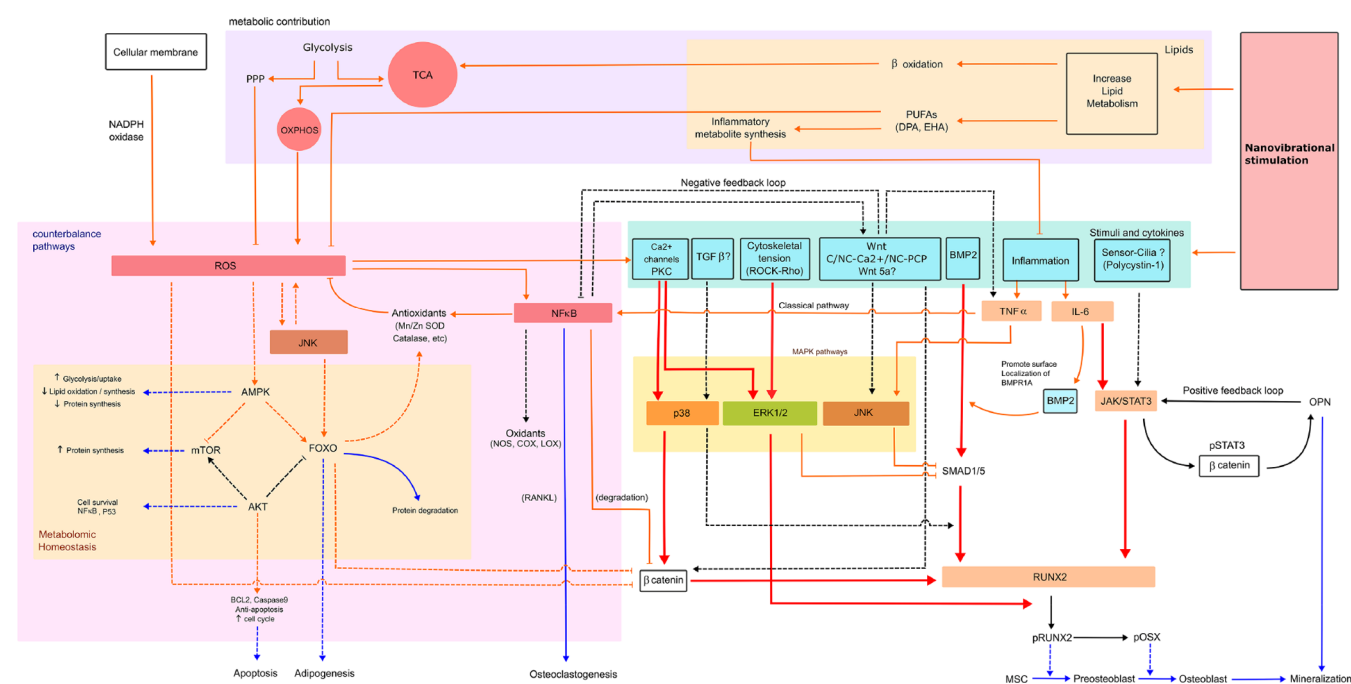 metabolic contribution
Cellular membrane
Glycolysis
PPP
TCA
OXPHOS
NADPH
oxidase
Lipids
β oxidation
Increase
Lipid
Metabolism
PUFAs
(DPA, EHA)
Inflammatory
metabolite synthesis
Nanovibrational
stimulation
Negative feedback loop
counterbalance
pathways
Stimuli and cytokines
ROS
Ca2+
channels
PKC
TGF β?
Cytoskeletal
tension
(ROCK-Rho)
Wnt
C/NC-Ca2+/NC-PCP
Wnt 5a?
BMP2
Inflammation
Sensor-Cilia ?
(Polycystin-1)
Classical pathway
Antioxidants
(Mn/Zn SOD
Catalase, etc)
NFκB
TNF α
IL-6
JNK
MAPK pathways
Promote surface
Localization of
BMPR1A
↑ Glycolysis/uptake
↓ Lipid oxidation / synthesis
↓ Protein synthesis
AMPK
p38
ERK1/2
JNK
BMP2
JAK/STAT3
Positive feedback loop
OPN
Oxidants
(NOS, COX, LOX)
↑ Protein synthesis
mTOR
FOXO
pSTAT3
β catenin
SMAD1/5
Cell survival
NFκB , P53
AKT
Protein degradation
(RANKL)
(degradation)
Metabolomic
Homeostasis
β catenin
RUNX2
BCL2, Caspase9
Anti-apoptosis
↑ cell cycle
pRUNX2
pOSX
Apoptosis
Adipogenesis
Osteoclastogenesis
MSC
Preosteoblast
Osteoblast
Mineralization